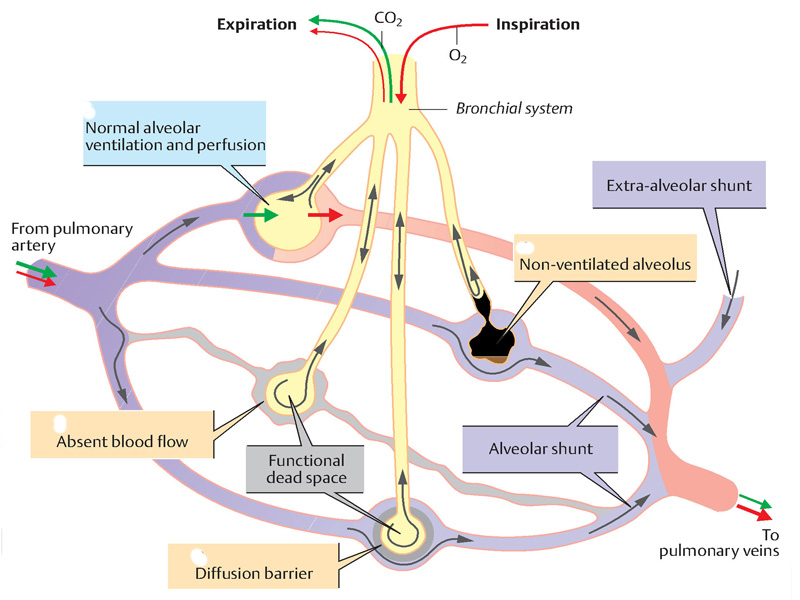 Expiration
CO2
Inspiration
O2
Bronchial system
Normal alveolar
ventilation and perfusion
Extra-alveolar shunt
From pulmonary
artery
Non-ventilated alveolus
Absent blood flow
Functional
dead space
Alveolar shunt
Diffusion barrier
To
pulmonary veins